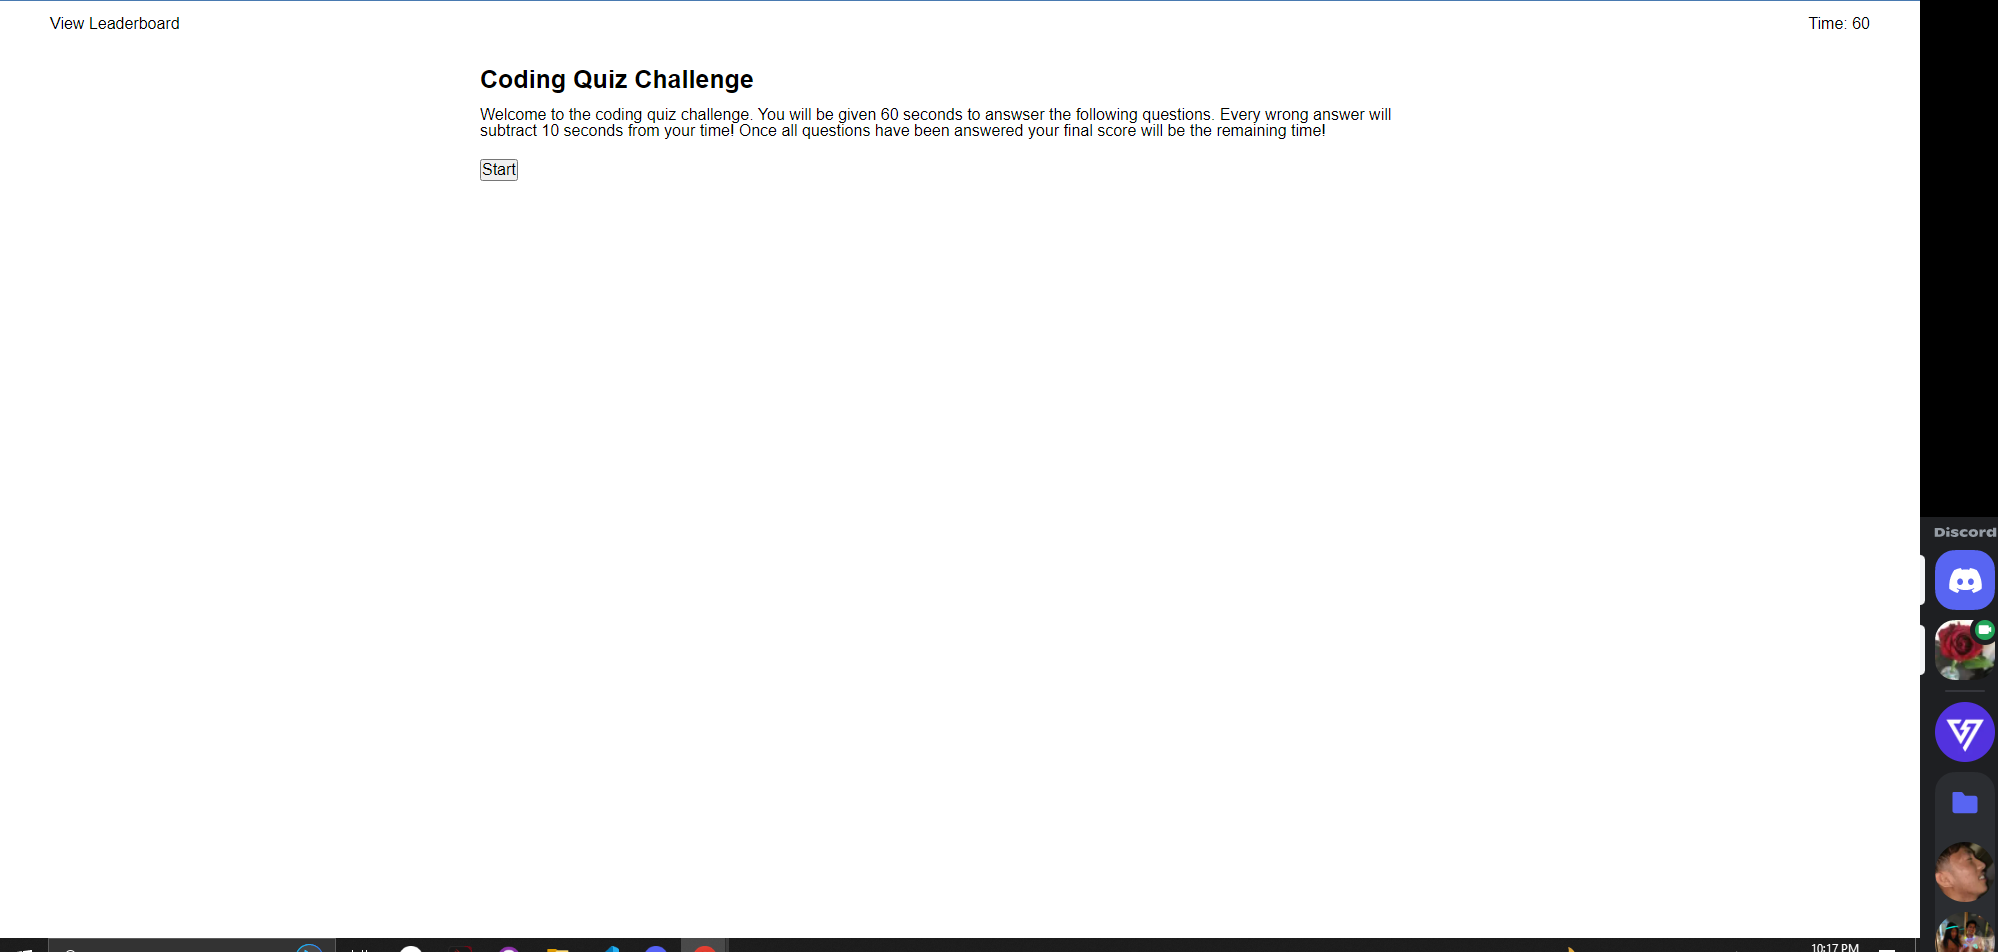 View Leaderboard
Time: 60
Coding Quiz Challenge
Welcome to the coding quiz challenge. You will be given 60 seconds to answser the following questions. Every wrong answer will
subtract 10 seconds from your time! Once all questions have been answered your final score will be the remaining time!
Start
Discord
10:17 PM